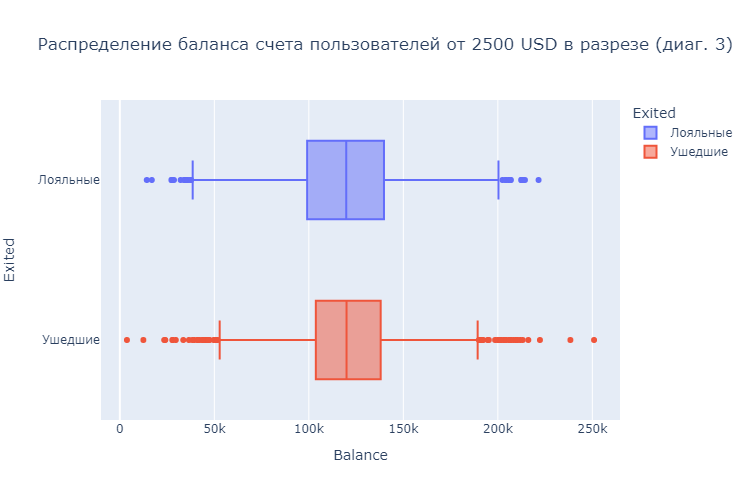 Распределение баланса счета пользователей от 2500 USD в разрезе (диаг. 3)
Exited
Лояльные
Ушедшие
Лояльные
Ушедшие
Exited
0 50k 100k 150k 200k 250k
Balance